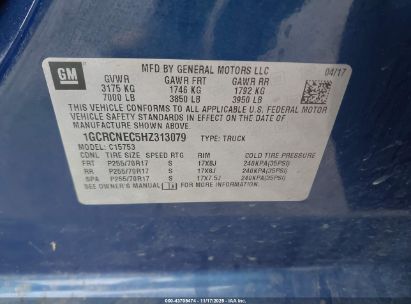 GM
MFD BY GENERAL MOTORS LLC
04/17
GVWR GAWR FRT GAWR RR
3175 KG 1746 KG 1792 KG
7000 LB 3850 LB 3950 LB
THIS VEHICLE CONFORMS TO ALL APPLICABLE U.S. FEDERAL MOTOR
VEHICLE SAFETY STANDARDS IN EFFECT ON THE DATE OF
MANUFACTURE SHOWN ABOVE.
1GCRCNEC5HZ313079 TYPE: TRUCK
MODEL: C15753
TIRE SIZE SPEED RTG RIM COLD TIRE PRESSURE
FRT P255/70R17 S 17X8J 240KPA(35PSI)
RR P255/70R17 S 17X8J 240KPA(35PSI)
SPA P255/70R17 S 240KPA(35PSI)
SEE OWNER'S MANUAL FOR MORE INFORMATION
11/17/2025